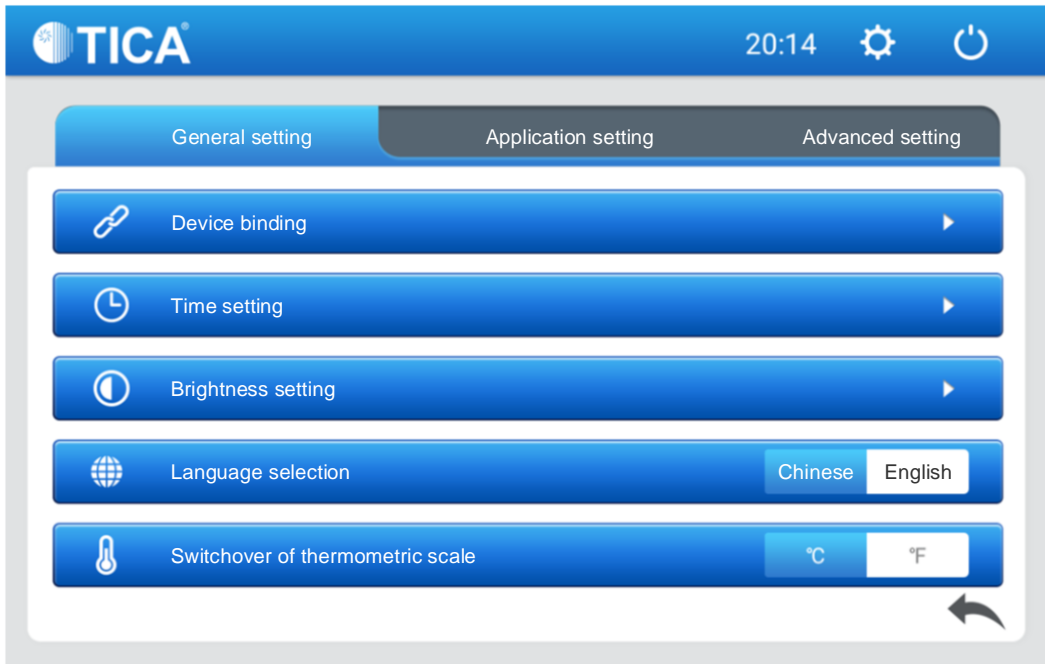 TICA®
20:14
General setting Application setting Advanced setting
Device binding
Time setting
Brightness setting
Language selection Chinese English
Switchover of thermometric scale ℃ ℉